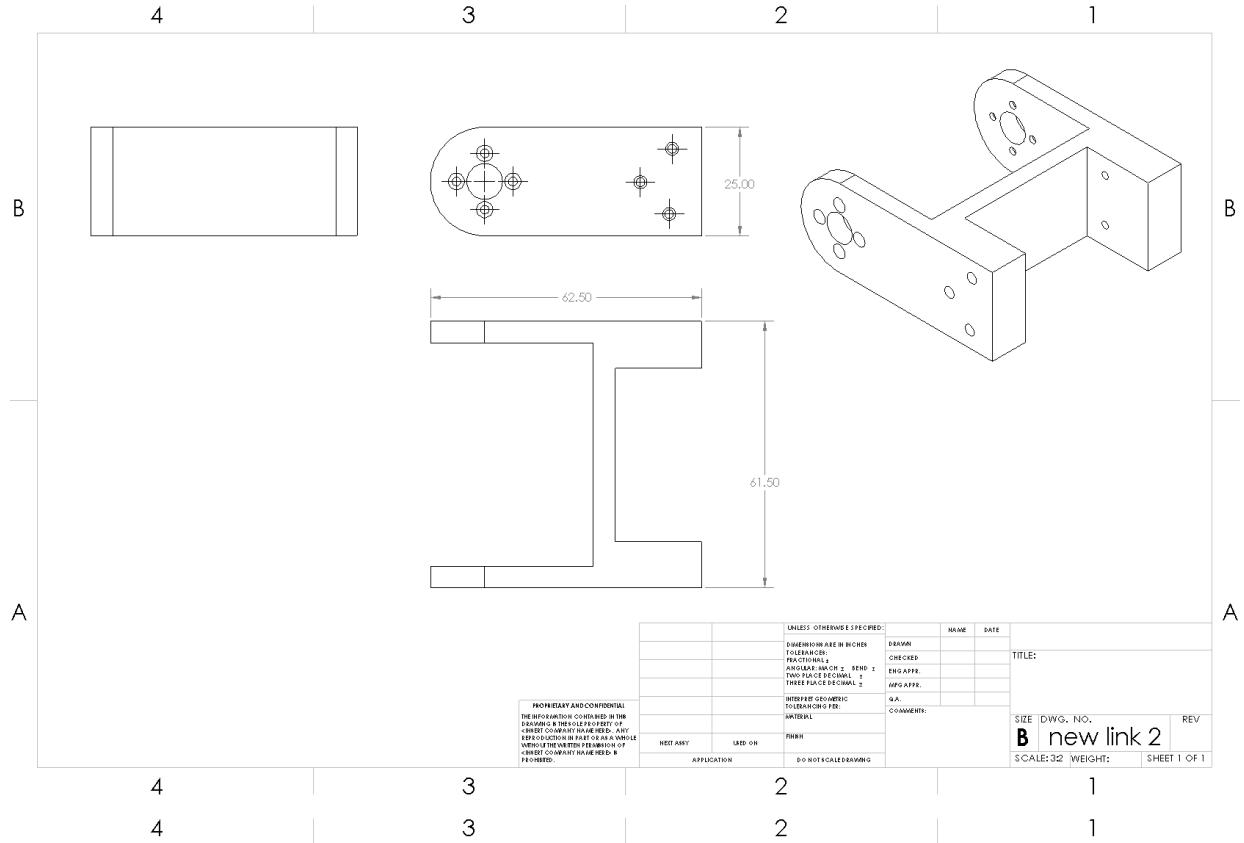 4 3 2 1
B B
25.00
62.50
61.50
A A
UNLESS OTHERWISE SPECIFIED:
DIMENSIONS ARE IN INCHES
TOLERANCES:
FRACTIONAL ±
ANGULAR: MACH ± BEND ±
TWO PLACE DECIMAL ±
THREE PLACE DECIMAL ±
INTERPRET GEOMETRIC
TOLERANCING PER:
MATERIAL
FINISH
DO NOT SCALE DRAWING
NAME DATE
DRAWN
CHECKED
ENG APPR.
MFG APPR.
Q.A.
COMMENTS:
TITLE:
PROPRIETARY AND CONFIDENTIAL
THE INFORMATION CONTAINED IN THIS
DRAWING IS THE SOLE PROPERTY OF
<INSERT COMPANY NAME HERE>. ANY
REPRODUCTION IN PART OR AS A WHOLE
WITHOUT THE WRITTEN PERMISSION OF
<INSERT COMPANY NAME HERE> IS
PROHIBITED.
NEXT ASSY USED ON
APPLICATION
SIZE DWG. NO. REV
B new link 2
SCALE: 3:2 WEIGHT: SHEET 1 OF 1
4 3 2 1
4 3 2 1